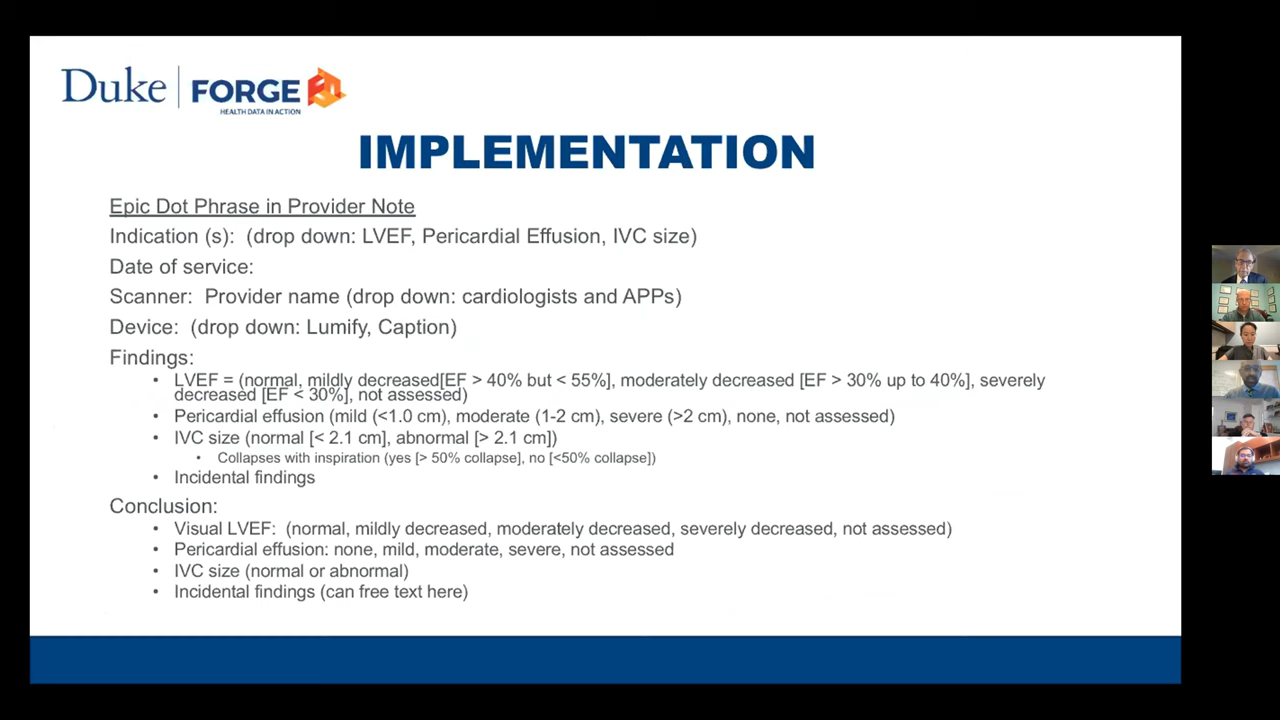 Duke FORGE
HEALTH DATA IN ACTION
IMPLEMENTATION
Epic Dot Phrase in Provider Note
Indication (s): (drop down: LVEF, Pericardial Effusion, IVC size)
Date of service:
Scanner: Provider name (drop down: cardiologists and APPs)
Device: (drop down: Lumify, Caption)
Findings:
• LVEF = (normal, mildly decreased[EF > 40% but < 55%], moderately decreased [EF > 30% up to 40%], severely
decreased [EF < 30%], not assessed)
• Pericardial effusion (mild (<1.0 cm), moderate (1-2 cm), severe (>2 cm), none, not assessed)
• IVC size (normal [< 2.1 cm], abnormal [> 2.1 cm])
• Collapses with inspiration (yes [> 50% collapse], no [<50% collapse])
• Incidental findings
Conclusion:
• Visual LVEF: (normal, mildly decreased, moderately decreased, severely decreased, not assessed)
• Pericardial effusion: none, mild, moderate, severe, not assessed
• IVC size (normal or abnormal)
• Incidental findings (can free text here)